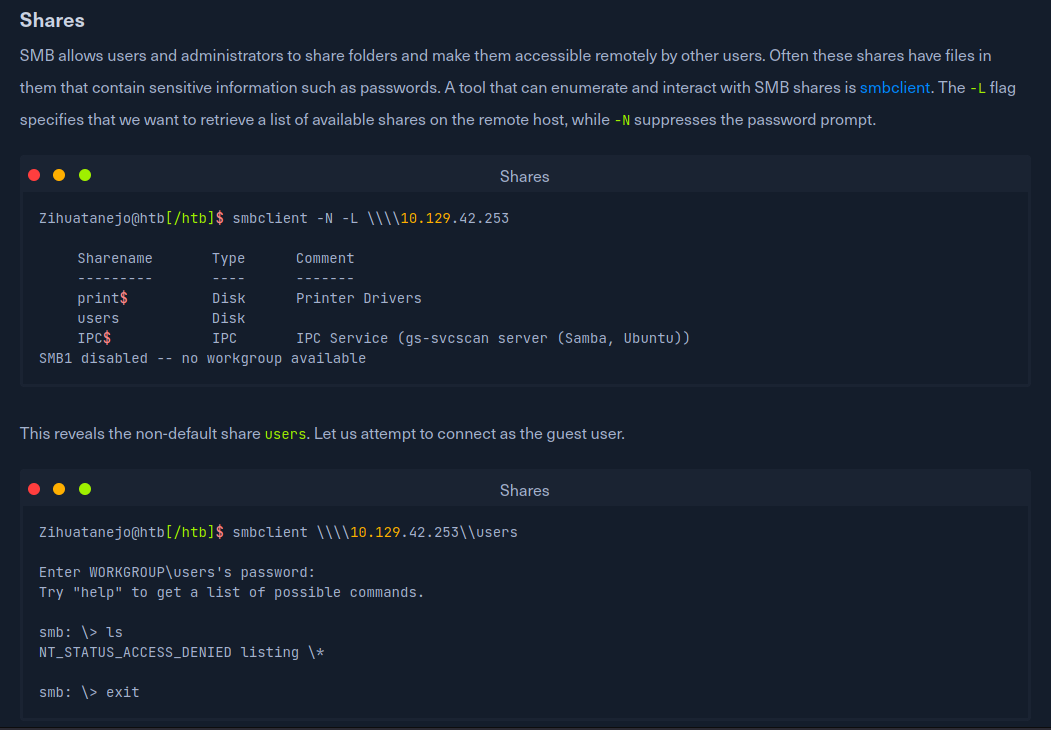 Shares
SMB allows users and administrators to share folders and make them accessible remotely by other users. Often these shares have files in
them that contain sensitive information such as passwords. A tool that can enumerate and interact with SMB shares is smbclient. The -L flag
specifies that we want to retrieve a list of available shares on the remote host, while -N suppresses the password prompt.
Shares
Zihuatanejo@htb[/htb]$ smbclient -N -L \\\\10.129.42.253
Sharename Type Comment
--------- ---- -------
print$ Disk Printer Drivers
users Disk
IPC$ IPC IPC Service (gs-svcscan server (Samba, Ubuntu))
SMB1 disabled -- no workgroup available
This reveals the non-default share users. Let us attempt to connect as the guest user.
Shares
Zihuatanejo@htb[/htb]$ smbclient \\\\10.129.42.253\\users
Enter WORKGROUP\users's password:
Try "help" to get a list of possible commands.
smb: \> ls
NT_STATUS_ACCESS_DENIED listing \*
smb: \> exit